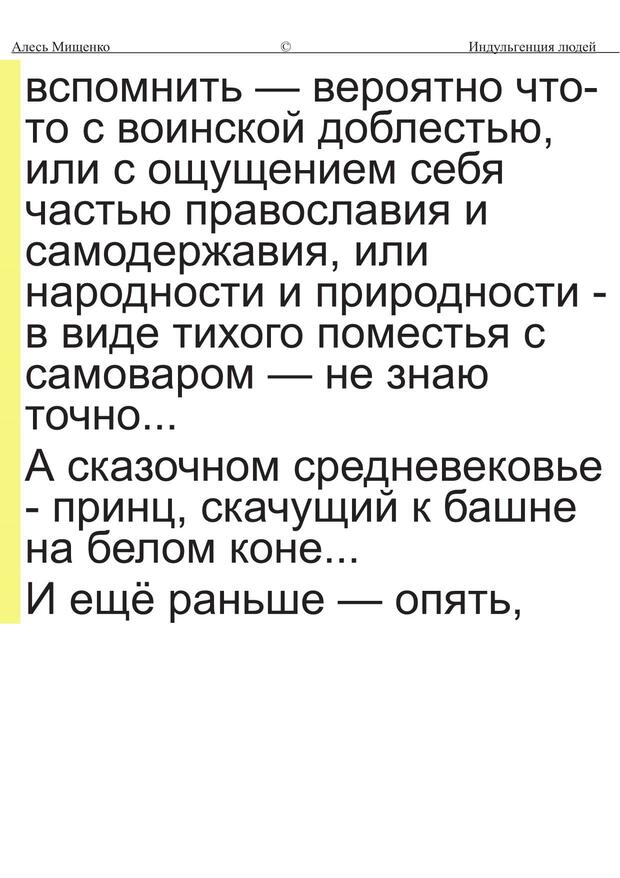 Алесь Мищенко © Индульгенция людей
вспомнить — вероятно что-
то с воинской доблестью,
или с ощущением себя
частью православия и
самодержавия, или
народности и природности -
в виде тихого поместья с
самоваром — не знаю
точно...
А сказочном средневековье
- принц, скачущий к башне
на белом коне...
И ещё раньше — опять,